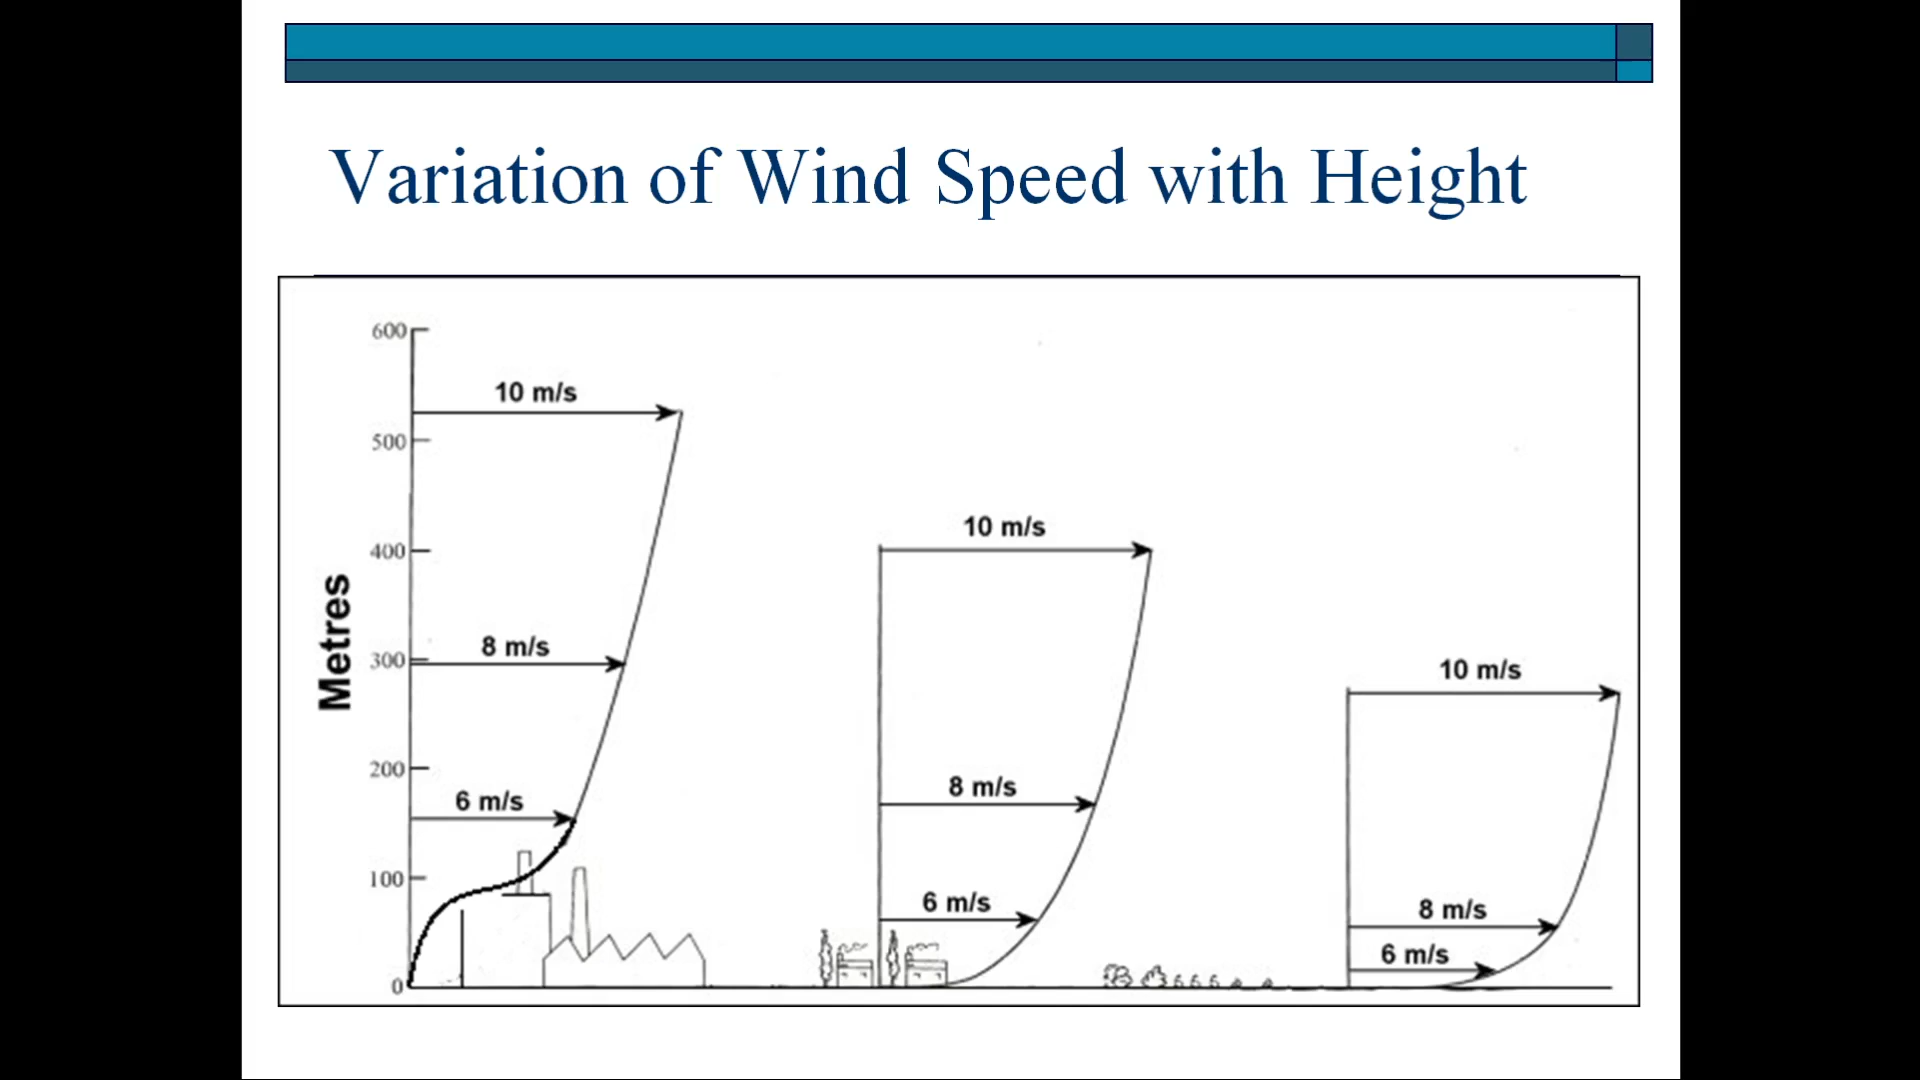 Variation of Wind Speed with Height
600
10 m/s
500
10 m/s
400
Metres
8 m/s
300
10 m/s
200
8 m/s
6 m/s
100
6 m/s
8 m/s
6 m/s
0